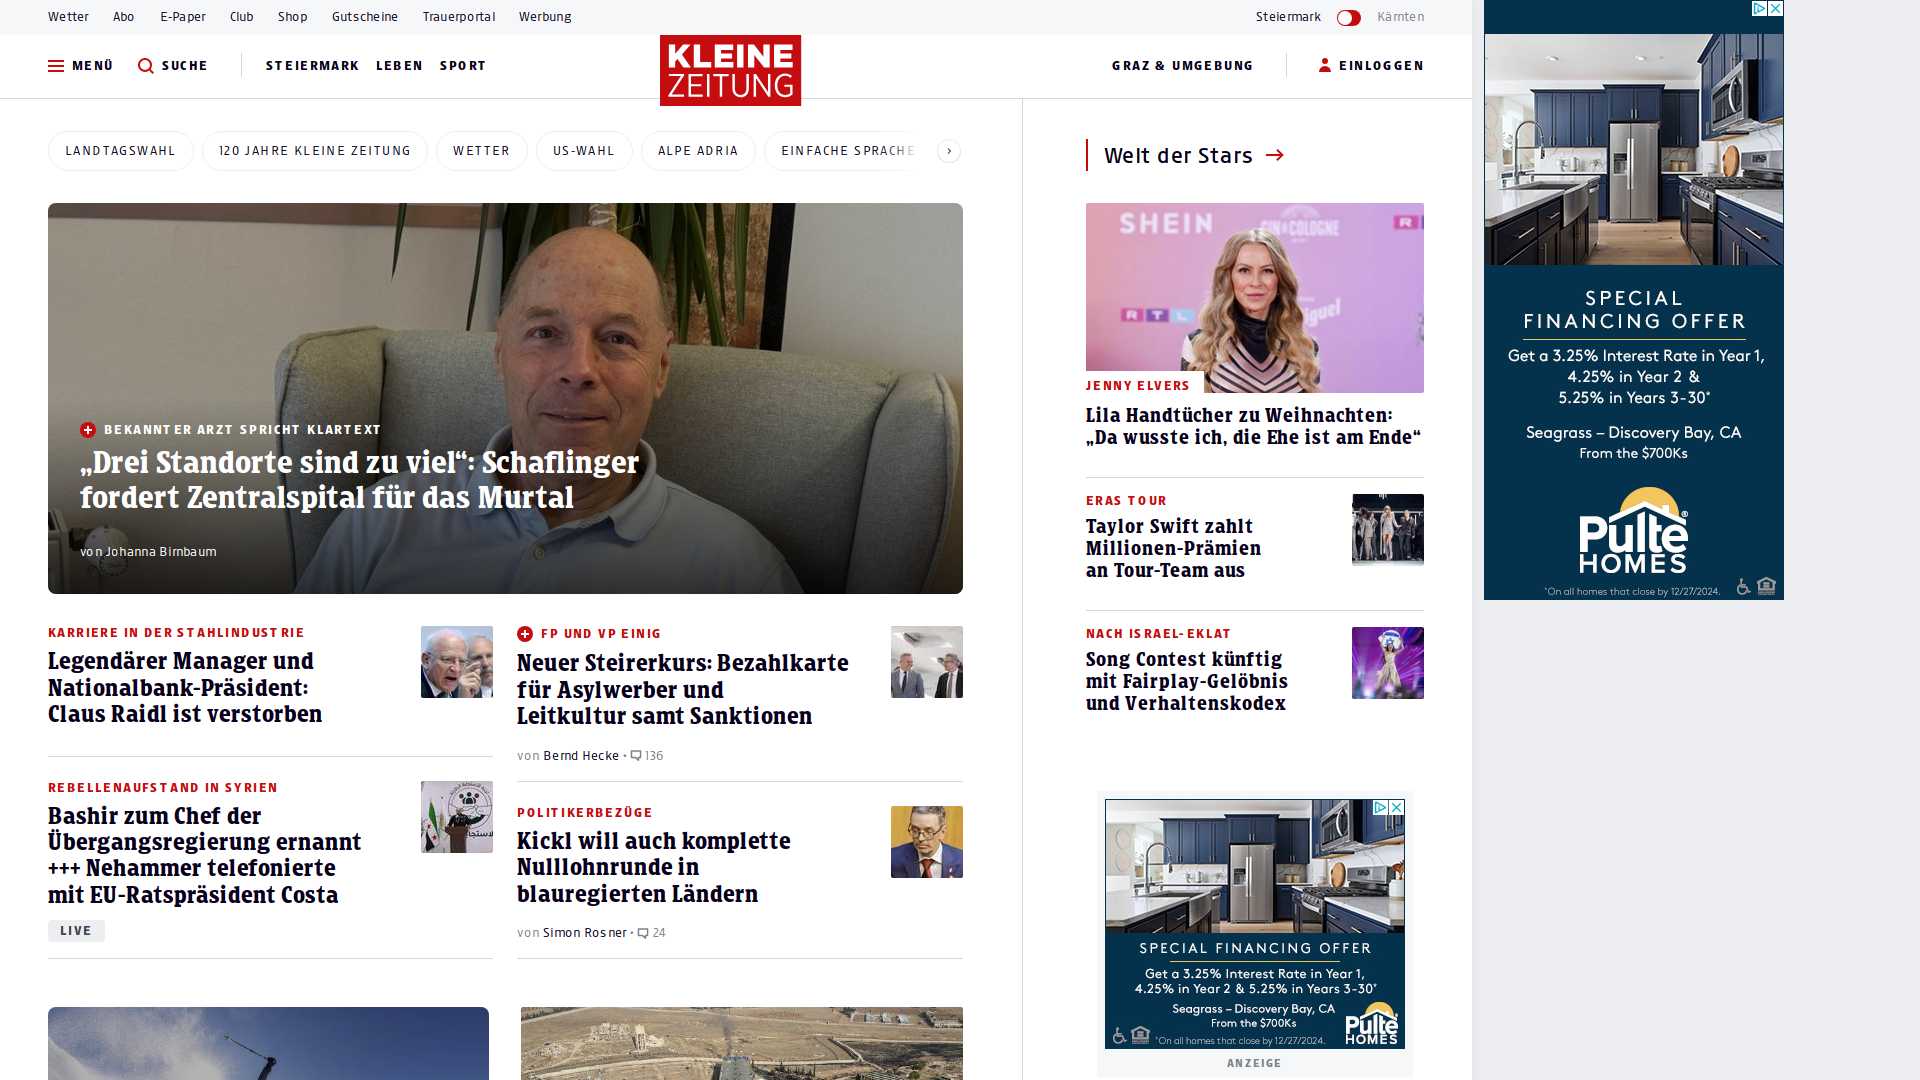 Wetter Abo E-Paper Club Shop Gutscheine Trauerportal Werbung
Steiermark Kärnten
MENÜ SUCHE STEIERMARK LEBEN SPORT
KLEINE
ZEITUNG
GRAZ & UMGEBUNG EINLOGGEN
LANDTAGSWAHL 120 JAHRE KLEINE ZEITUNG WETTER US-WAHL ALPE ADRIA EINFACHE SPRACHE
BEKANNTER ARZT SPRICHT KLARTEXT
„Drei Standorte sind zu viel“: Schaflinger
fordert Zentralspital für das Murtal
von Johanna Birnbaum
KARRIERE IN DER STAHLINDUSTRIE
Legendärer Manager und
Nationalbank-Präsident:
Claus Raidl ist verstorben
REBELLENAUFSTAND IN SYRIEN
Bashir zum Chef der
Übergangsregierung ernannt
+++ Nehammer telefonierte
mit EU-Ratspräsident Costa
LIVE
FP UND VP EINIG
Neuer Steirerkurs: Bezahlkarte
für Asylwerber und
Leitkultur samt Sanktionen
von Bernd Hecke • 136
POLITIKERBEZÜGE
Kickl will auch komplette
Nulllohnrunde in
blauregierten Ländern
von Simon Rosner • 24
Welt der Stars
SHEIN
GIN & COLOGNE
R
RTL
JENNY ELVERS
Lila Handtücher zu Weihnachten:
„Da wusste ich, die Ehe ist am Ende“
ERAS TOUR
Taylor Swift zahlt
Millionen-Prämien
an Tour-Team aus
NACH ISRAEL-EKLAT
Song Contest künftig
mit Fairplay-Gelöbnis
und Verhaltenskodex
SPECIAL FINANCING OFFER
Get a 3.25% Interest Rate in Year 1,
4.25% in Year 2 & 5.25% in Years 3-30*
Seagrass – Discovery Bay, CA
From the $700Ks
Pulte
HOMES
*On all homes that close by 12/27/2024.
ANZEIGE
SPECIAL
FINANCING OFFER
Get a 3.25% Interest Rate in Year 1,
4.25% in Year 2 &
5.25% in Years 3-30*
Seagrass – Discovery Bay, CA
From the $700Ks
Pulte®
HOMES
*On all homes that close by 12/27/2024.